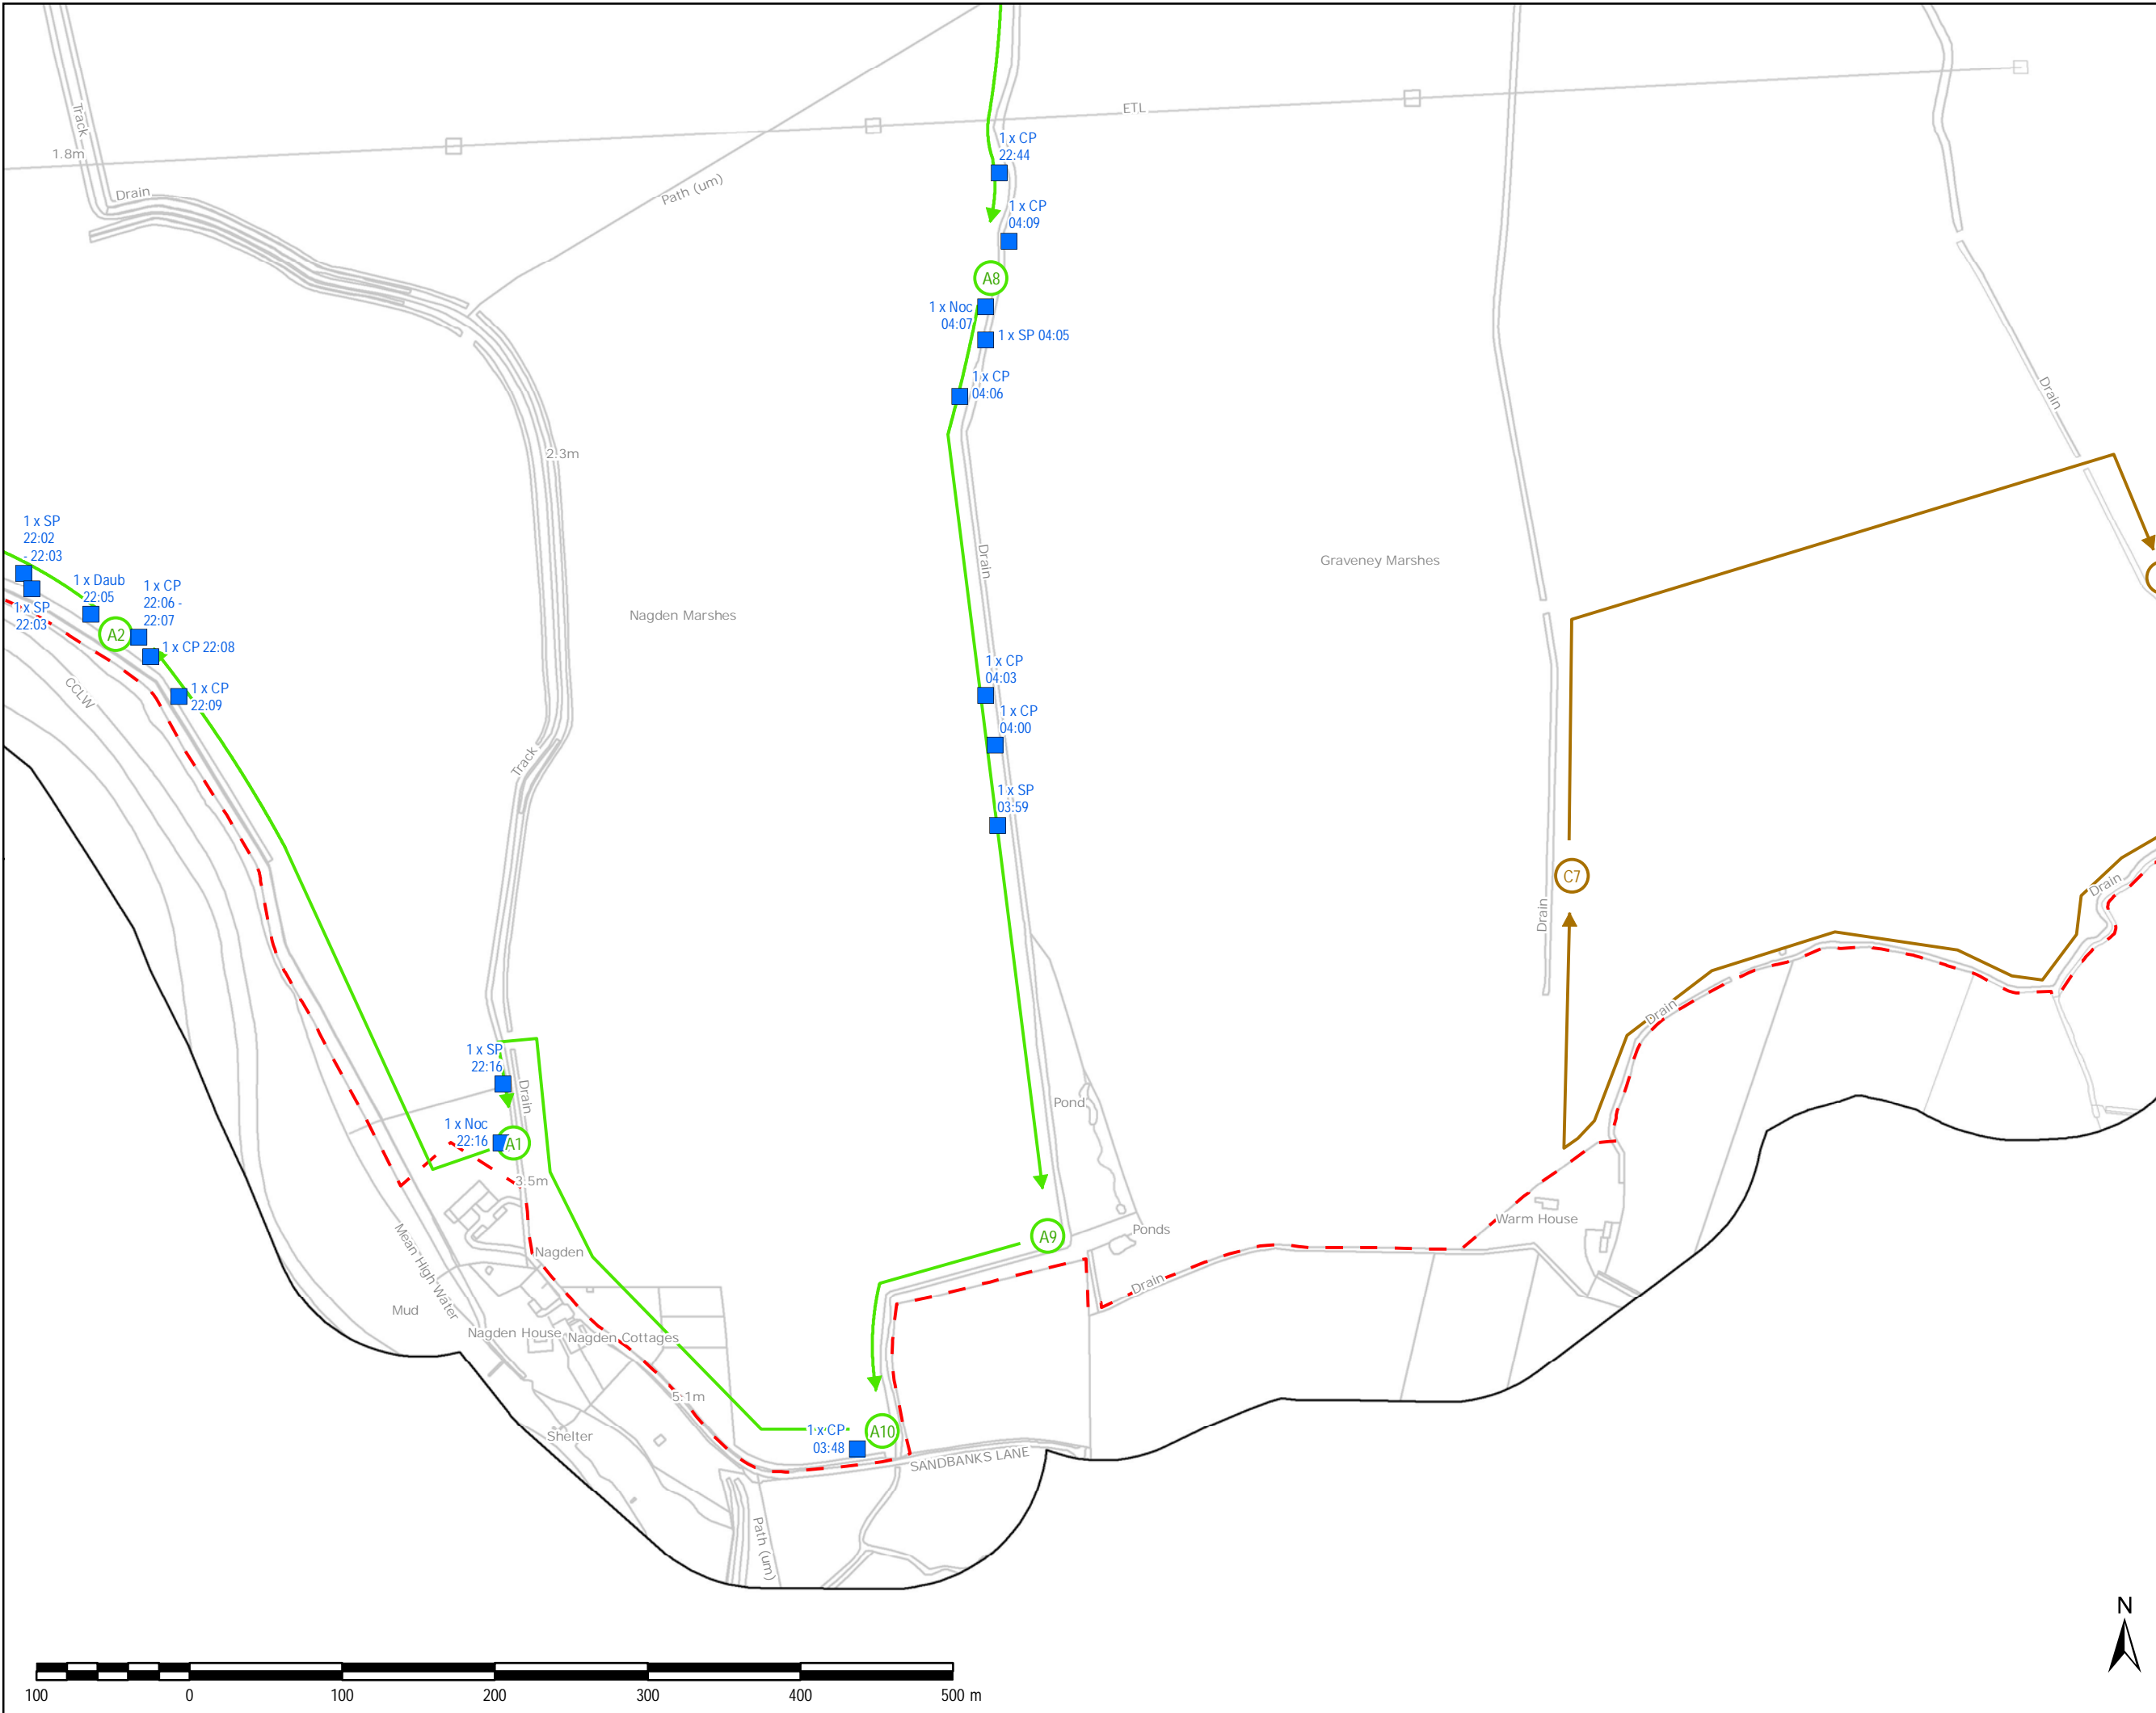 Track
1.8m
Drain
Path (um)
ETL
1 x CP
22:44
1 x CP
04:09
A8
1 x Noc
04:07
1 x SP 04:05
1 x CP
04:06
Drain
2.3m
1 x SP
22:02
- 22:03
1 x SP
22:03
1 x Daub
22:05
1 x CP
22:06 -
22:07
A2
1 x CP 22:08
1 x CP
22:09
CCLW
Nagden Marshes
Graveney Marshes
Drain
Track
1 x CP
04:03
1 x CP
04:00
1 x SP
03:59
C7
Drain
Drain
Drain
1 x SP
22:16
Drain
1 x Noc
22:16
A1
3.5m
Pond
Ponds
A9
Warm House
Nagden
Mean High Water
Mud
Drain
Nagden House
Nagden Cottages
5.1m
Shelter
1 x CP
03:48
A10
SANDBANKS LANE
Path (um)
N
100
0
100
200
300
400
500 m